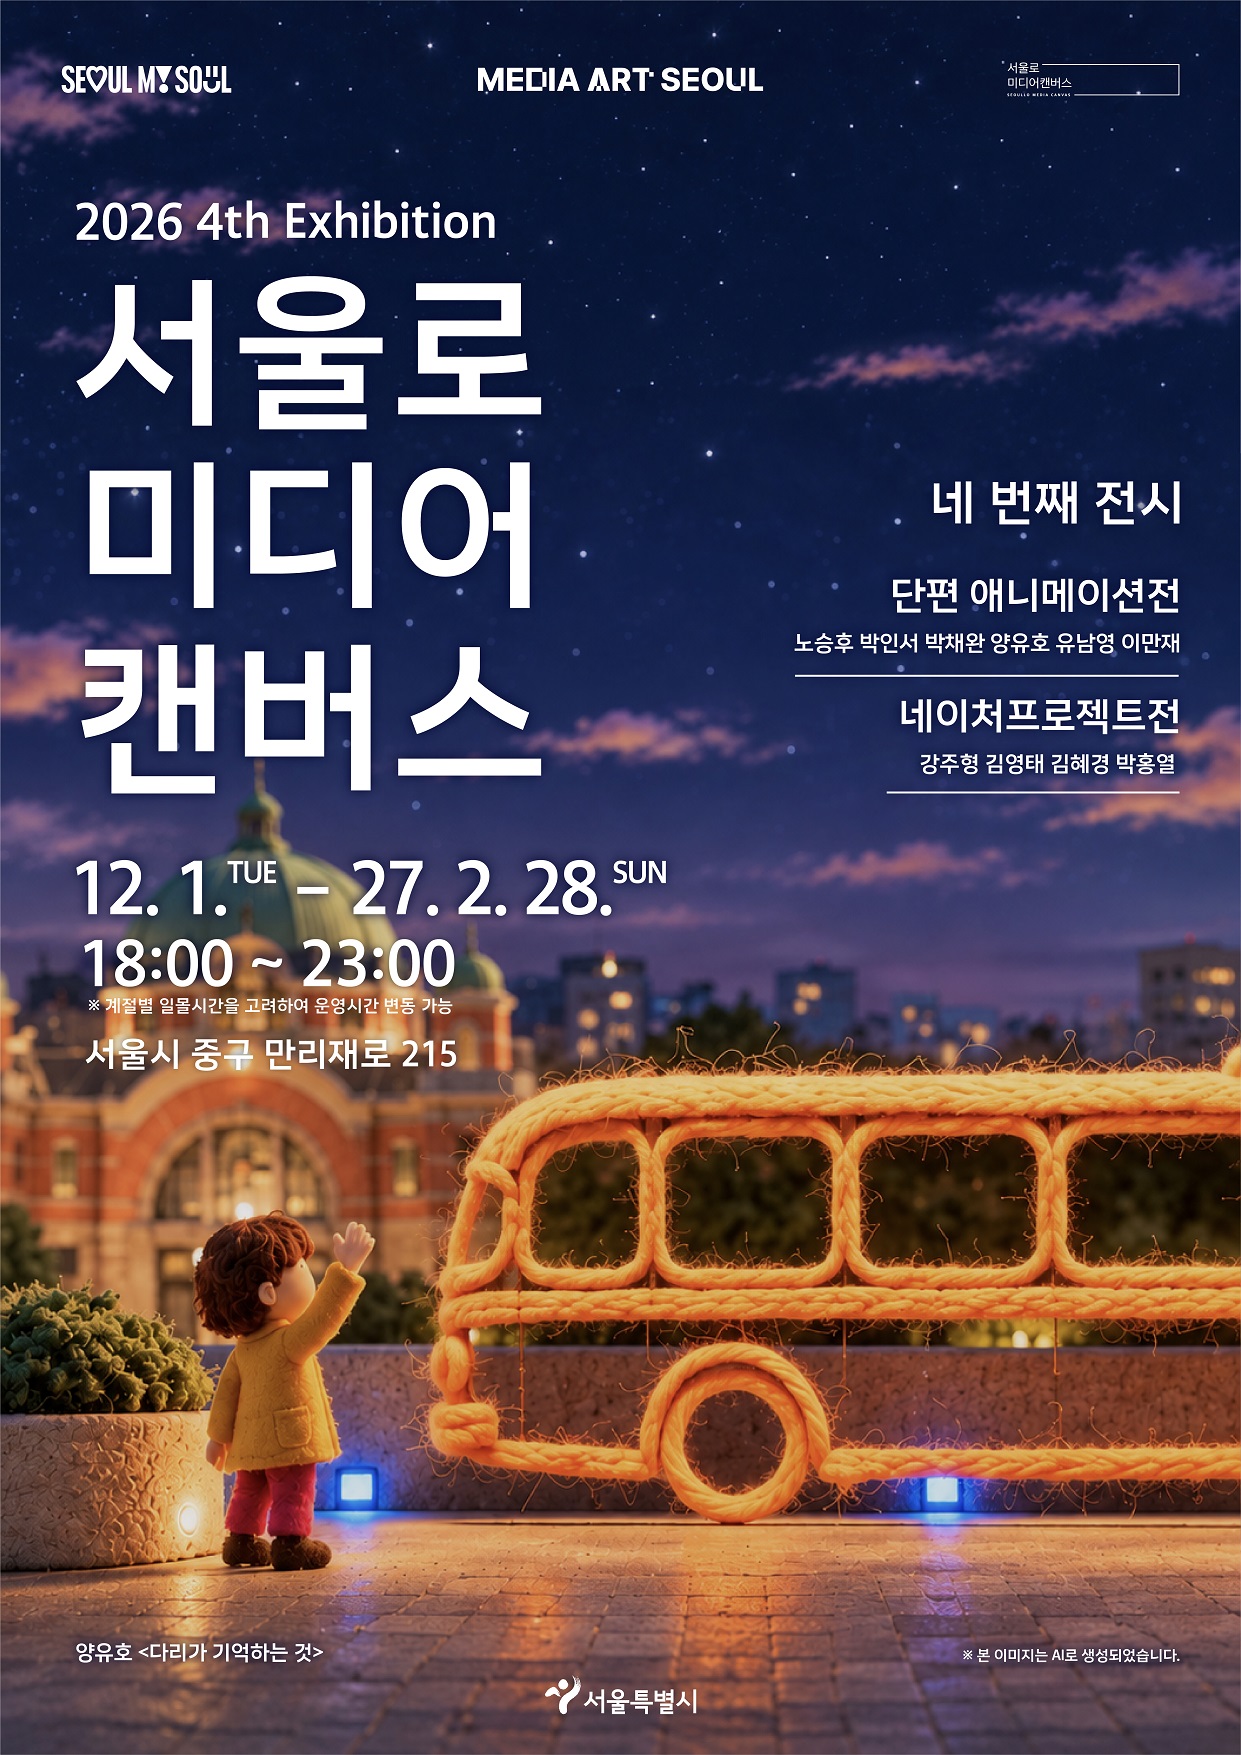 SEOUL MY SOUL
MEDIA ART SEOUL
서울로
미디어캔버스
SEOULLO MEDIA CANVAS
2026 4th Exhibition
서울로
미디어
캔버스
네 번째 전시
단편 애니메이션전
노승후 박인서 박채완 양유호 유남영 이만재
네이처프로젝트전
강주형 김영태 김혜경 박홍열
12. 1. TUE – 27. 2. 28. SUN
18:00 ~ 23:00
※ 계절별 일몰시간을 고려하여 운영시간 변동 가능
서울시 중구 만리재로 215
양유호 <다리가 기억하는 것>
※ 본 이미지는 AI로 생성되었습니다.
서울특별시